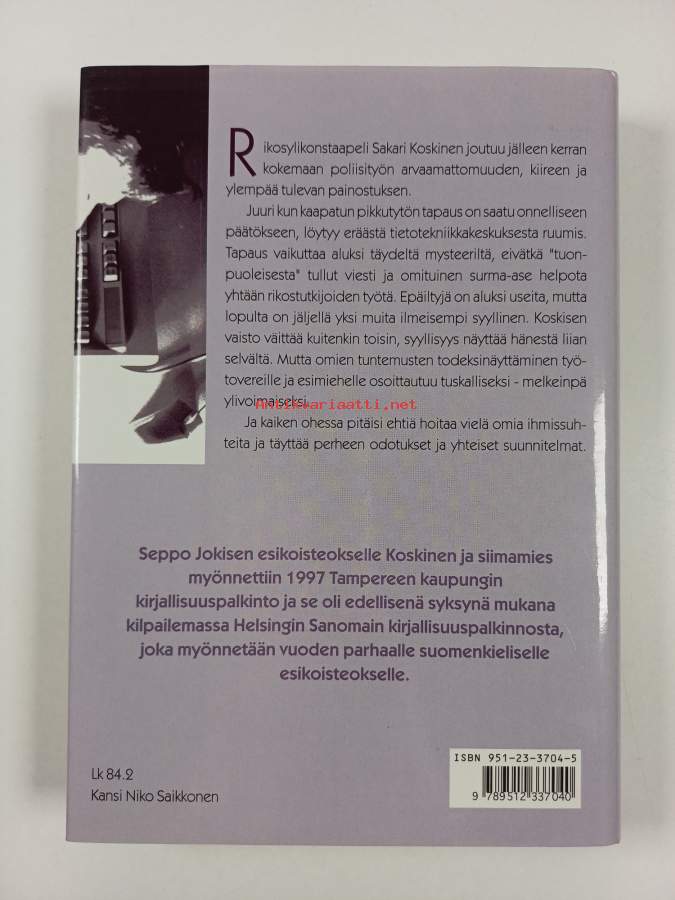 Rikosylikonstaapeli Sakari Koskinen joutuu jälleen kerran
kokemaan poliisityön arvaamattomuuden, kiireen ja
ylempää tulevan painostuksen.
Juuri kun kaapatun pikkutytön tapaus on saatu onnelliseen
päätökseen, löytyy eräästä tietotekniikkakeskuksesta ruumis.
Tapaus vaikuttaa aluksi täydeltä mysteeriltä, eivätkä "tuon-
puoleisesta" tullut viesti ja omituinen surma-ase helpota
yhtään rikostutkijoiden työtä. Epäiltyjä on aluksi useita, mutta
lopulta on jäljellä yksi muita ilmeisempi syyllinen. Koskisen
vaisto väittää kuitenkin toisin, syyllisyys näyttää hänestä liian
selvältä. Mutta omien tuntemusten todeksinäyttäminen työ-
tovereille ja esimiehelle osoittautuu tuskalliseksi - melkeinpä
ylivoimaiseksi.
Antikvariaatti.net
Ja kaiken ohessa pitäisi ehtiä hoitaa vielä omia ihmissuh-
teita ja täyttää perheen odotukset ja yhteiset suunnitelmat.
Seppo Jokisen esikoisteokselle Koskinen ja siimamies
myönnettiin 1997 Tampereen kaupungin
kirjallisuuspalkinto ja se oli edellisenä syksynä mukana
kilpailemassa Helsingin Sanomain kirjallisuuspalkinnosta,
joka myönnetään vuoden parhaalle suomenkieliselle
esikoisteokselle.
ISBN 951-23-3704-5
9 789512 337040
Lk 84.2
Kansi Niko Saikkonen